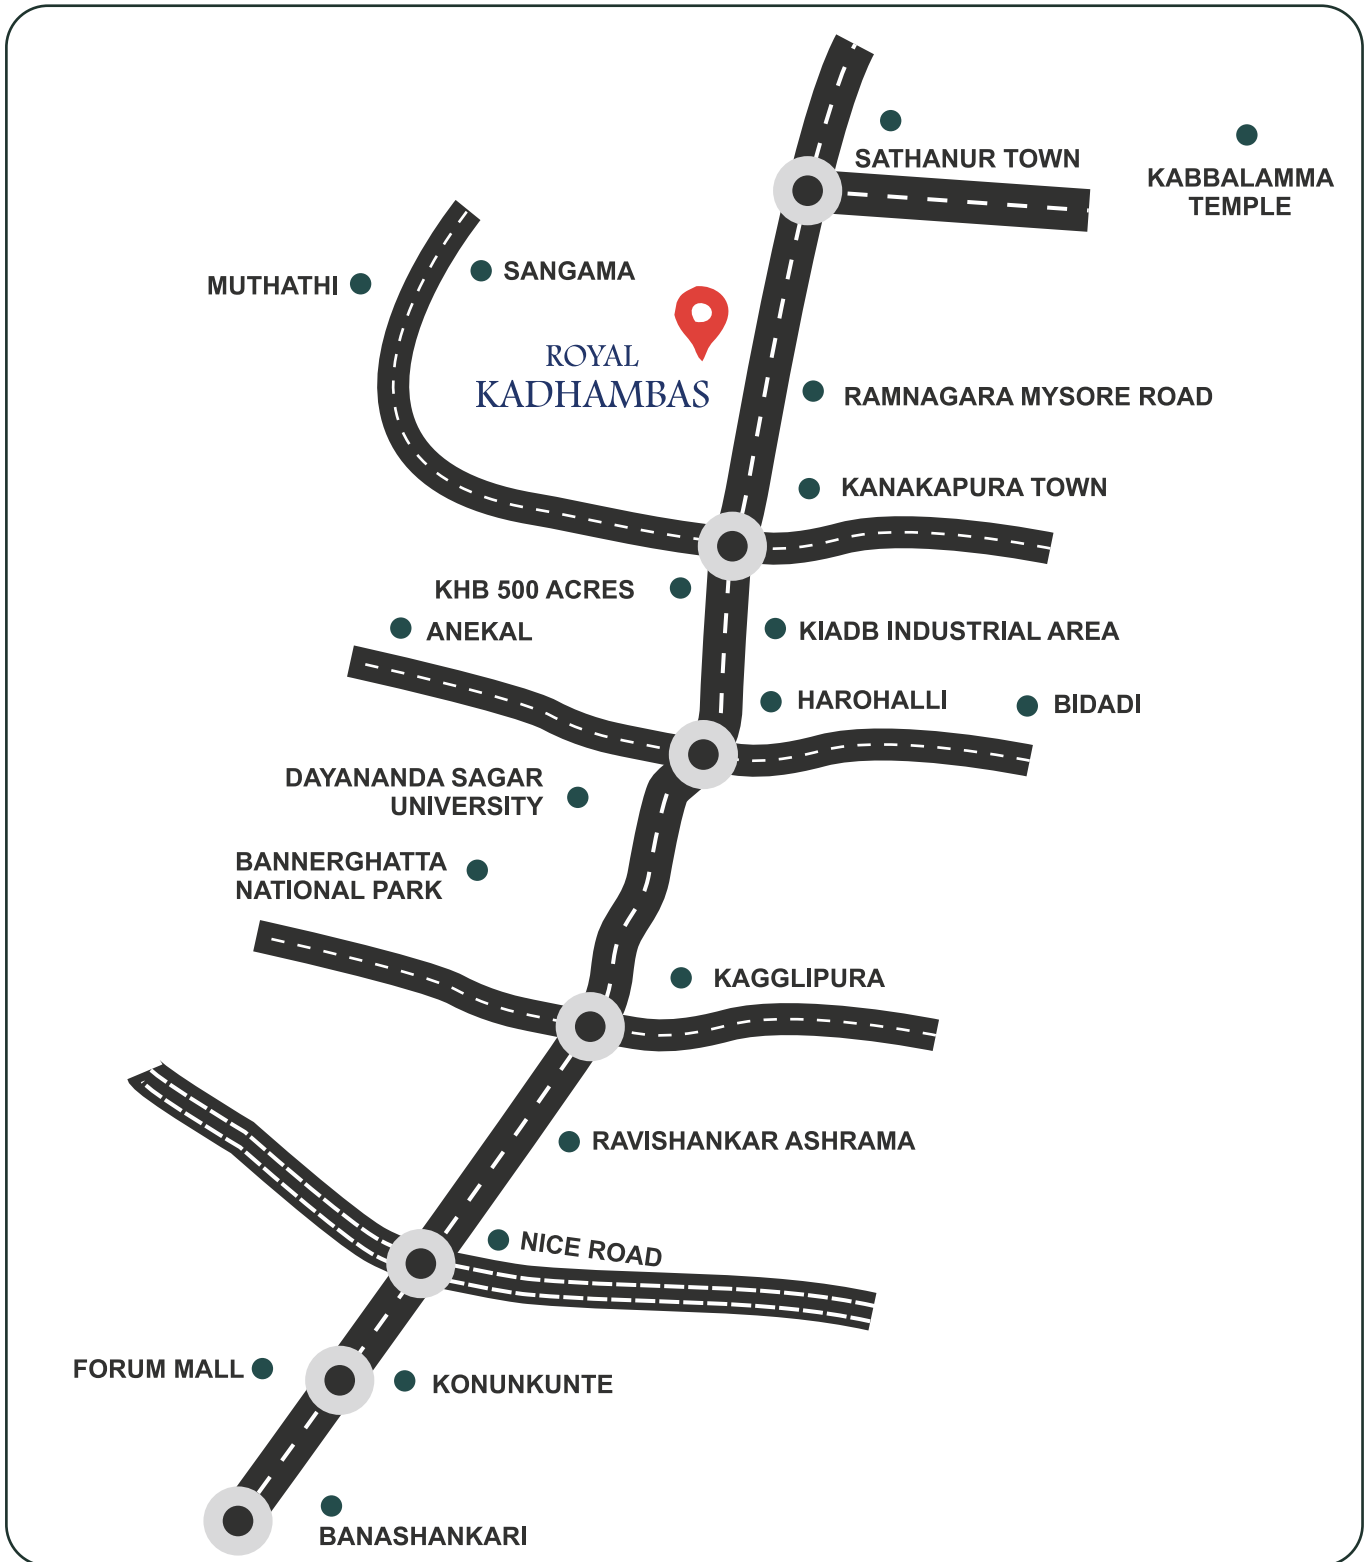 SATHANUR TOWN
KABBALAMMA
TEMPLE
SANGAMA
MUTHATHI
ROYAL
KADHAMBAS
RAMNAGARA MYSORE ROAD
KANAKAPURA TOWN
KHB 500 ACRES
ANEKAL
KIADB INDUSTRIAL AREA
HAROHALLI
BIDADI
DAYANANDA SAGAR
UNIVERSITY
BANNERGHATTA
NATIONAL PARK
KAGGLIPURA
RAVISHANKAR ASHRAMA
NICE ROAD
FORUM MALL
KONUNKUNTE
BANASHANKARI